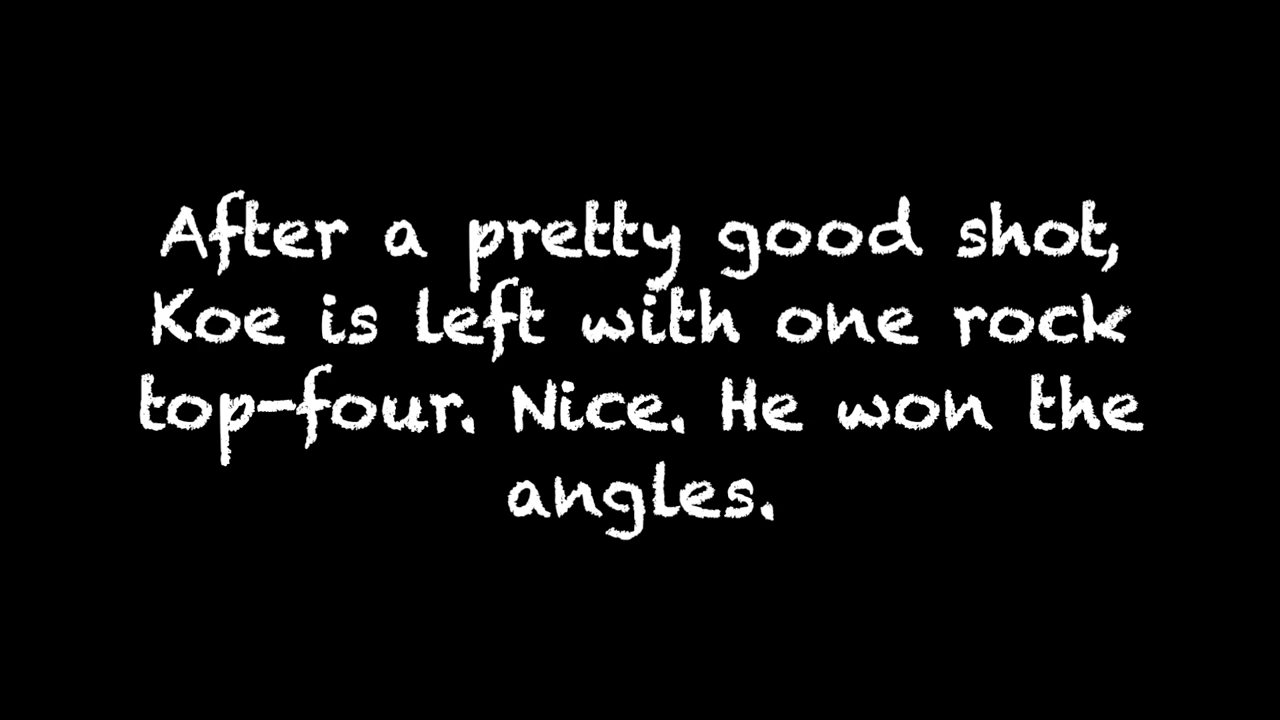 After a pretty good shot,
Koe is left with one rock
top-four. Nice. He won the
angles.